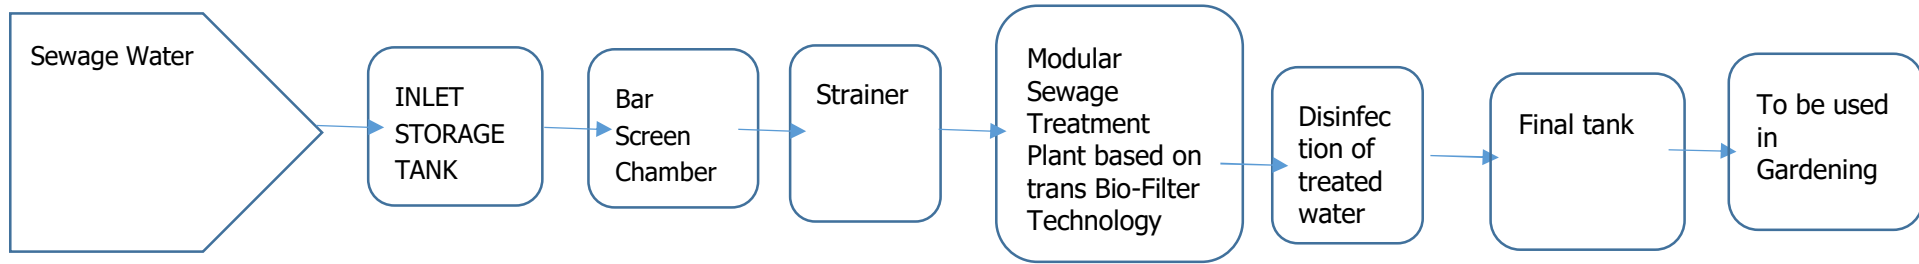 Sewage Water
INLET
STORAGE
TANK
Bar
Screen
Chamber
Strainer
Modular
Sewage
Treatment
Plant based on
trans Bio-Filter
Technology
Disinfec
tion of
treated
water
Final tank
To be used
in
Gardening